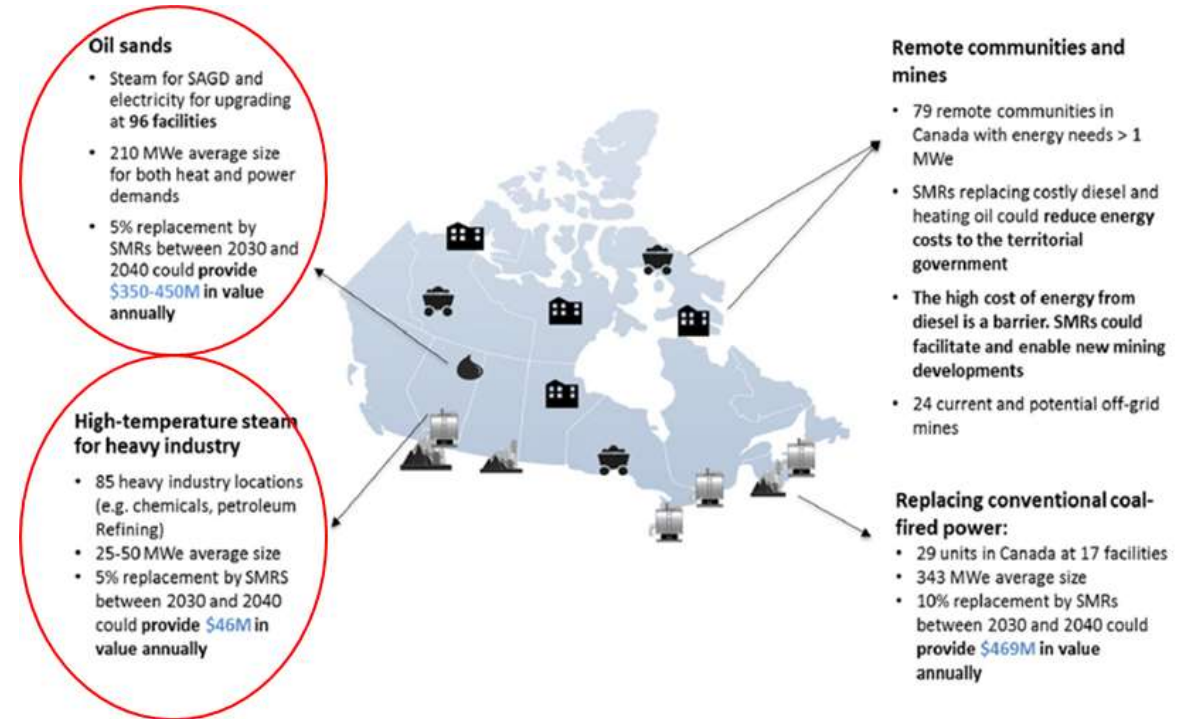 Oil sands
• Steam for SAGD and
electricity for upgrading
at 96 facilities
• 210 MWe average size
for both heat and power
demands
• 5% replacement by
SMRs between 2030 and
2040 could provide
$350-450M in value
annually
High-temperature steam
for heavy industry
• 85 heavy industry locations
(e.g. chemicals, petroleum
Refining)
• 25-50 MWe average size
• 5% replacement by SMRS
between 2030 and 2040
could provide $46M in
value annually
Remote communities and
mines
• 79 remote communities in
Canada with energy needs > 1
MWe
• SMRs replacing costly diesel and
heating oil could reduce energy
costs to the territorial
government
• The high cost of energy from
diesel is a barrier. SMRs could
facilitate and enable new mining
developments
• 24 current and potential off-grid
mines
Replacing conventional coal-
fired power:
• 29 units in Canada at 17 facilities
• 343 MWe average size
• 10% replacement by SMRs
between 2030 and 2040 could
provide $469M in value
annually